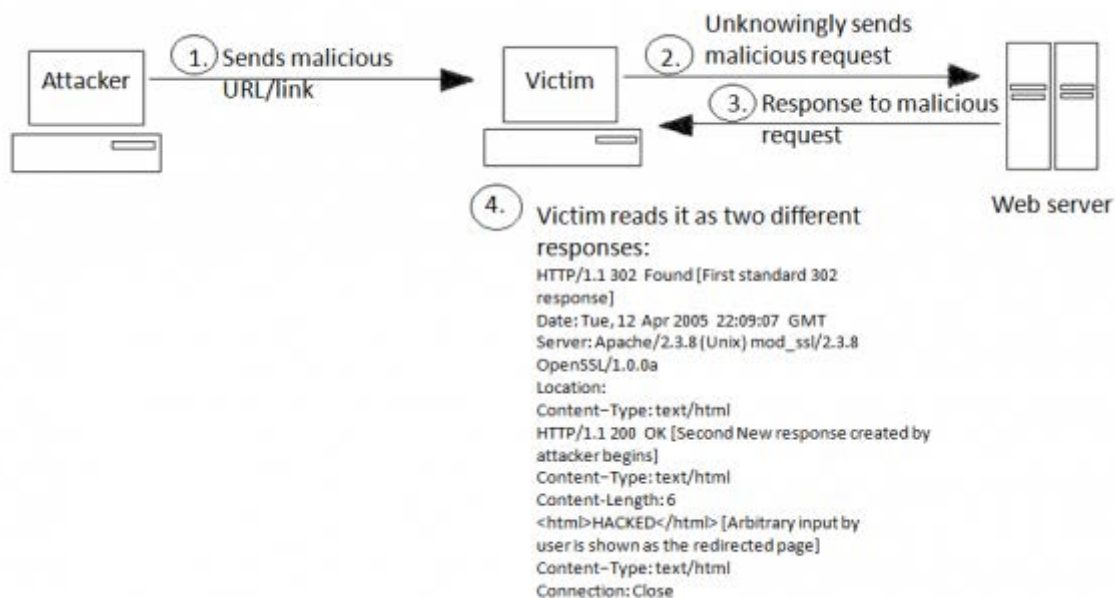 Attacker
1. Sends malicious
URL/link
Victim
2. Unknowingly sends
malicious request
3. Response to malicious
request
Web server
4. Victim reads it as two different
responses:
HTTP/1.1 302 Found [First standard 302
response]
Date: Tue, 12 Apr 2005 22:09:07 GMT
Server: Apache/2.3.8 (Unix) mod_ssl/2.3.8
OpenSSL/1.0.0a
Location:
Content–Type: text/html
HTTP/1.1 200 OK [Second New response created by
attacker begins]
Content–Type: text/html
Content-Length: 6
<html>HACKED</html> [Arbitrary input by
user is shown as the redirected page]
Content–Type: text/html
Connection: Close